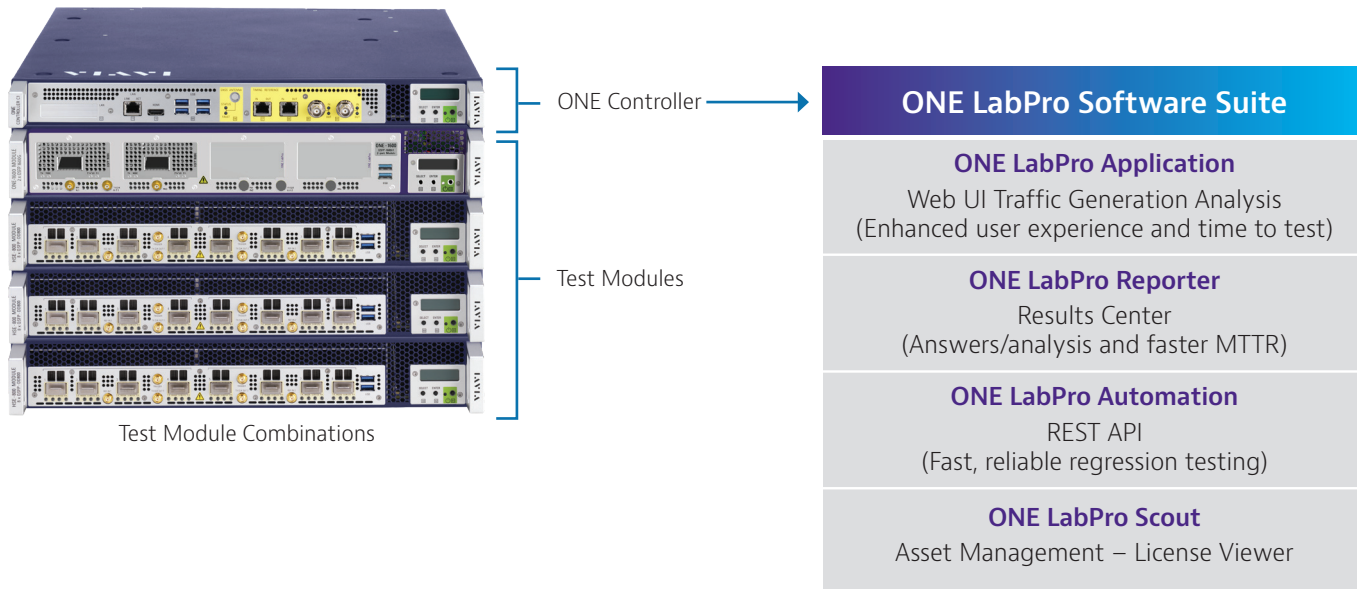 VIAVI
ONE Controller
Test Modules
Test Module Combinations
ONE LabPro Software Suite
ONE LabPro Application
Web UI Traffic Generation Analysis
(Enhanced user experience and time to test)
ONE LabPro Reporter
Results Center
(Answers/analysis and faster MTTR)
ONE LabPro Automation
REST API
(Fast, reliable regression testing)
ONE LabPro Scout
Asset Management – License Viewer